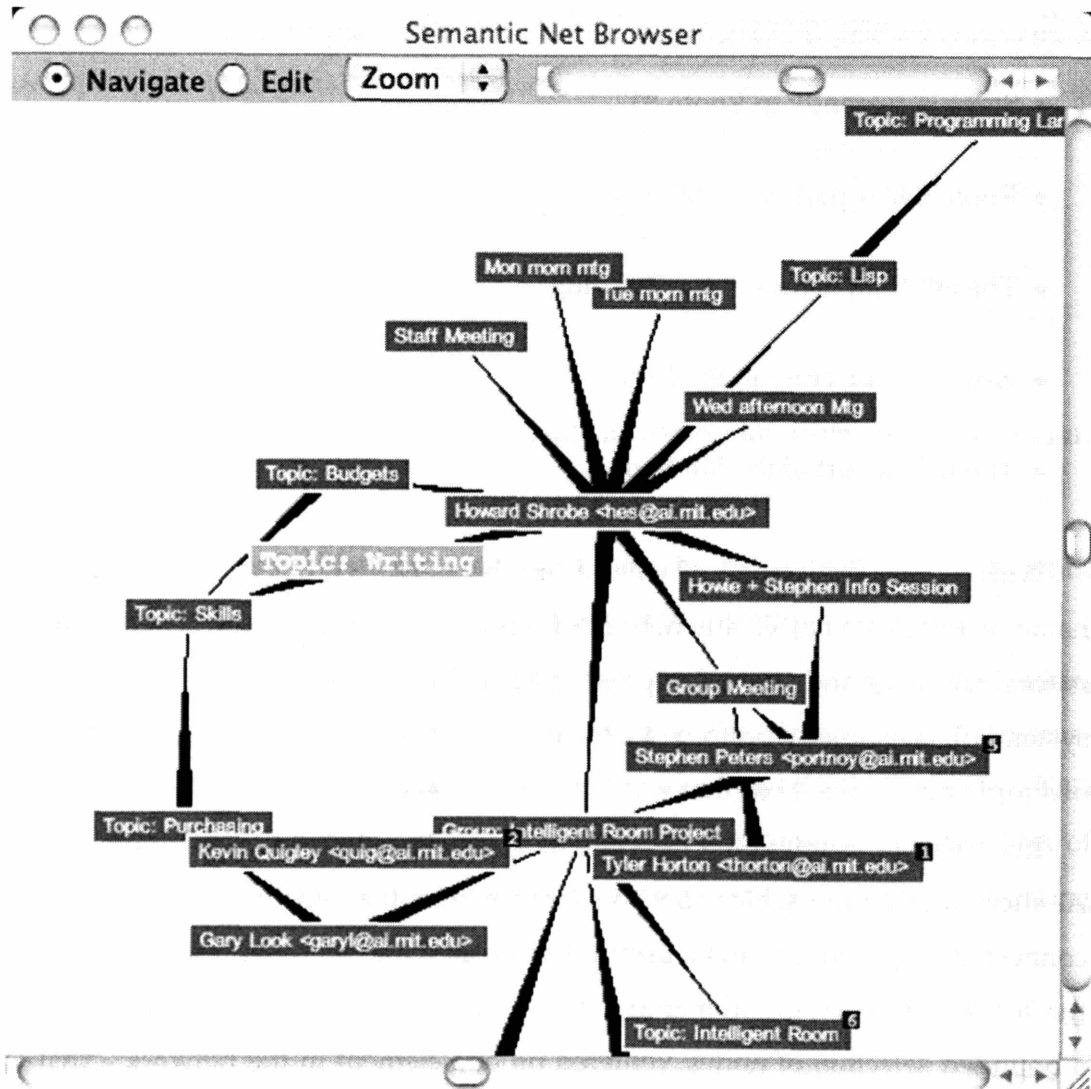 Semantic Net Browser
Navigate Edit Zoom
Topic: Programming Lan
Mon morn mtg
Topic: Lisp
Tue morn mtg
Staff Meeting
Wed afternoon Mtg
Topic: Budgets
Howard Shrobe <hes@ai.mit.edu>
Topic: Writing
Howie + Stephen Info Session
Topic: Skills
Group Meeting
Stephen Peters <portnoy@ai.mit.edu> 3
Topic: Purchasing
Group: Intelligent Room Project
Kevin Quigley <quig@ai.mit.edu> 2
Tyler Horton <thorton@ai.mit.edu> 1
Gary Look <garyl@ai.mit.edu>
Topic: Intelligent Room 6